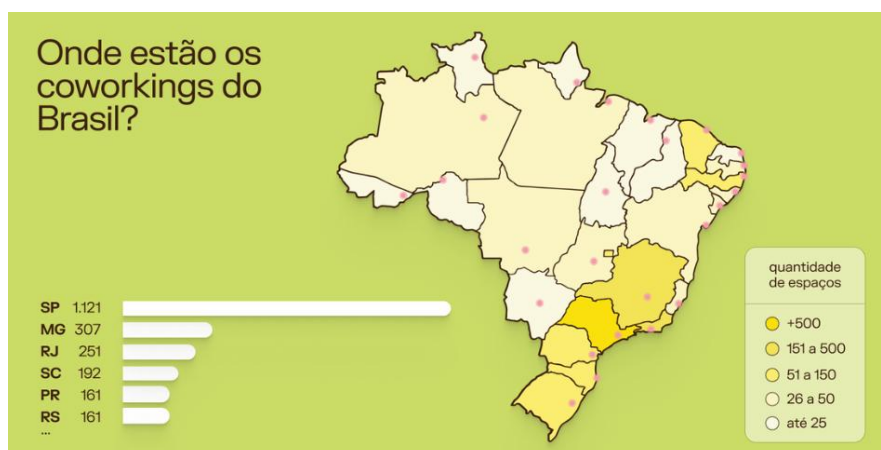 Onde estão os
coworkings do
Brasil?
SP 1.121
MG 307
RJ 251
SC 192
PR 161
RS 161
...
quantidade
de espaços
+500
151 a 500
51 a 150
26 a 50
até 25